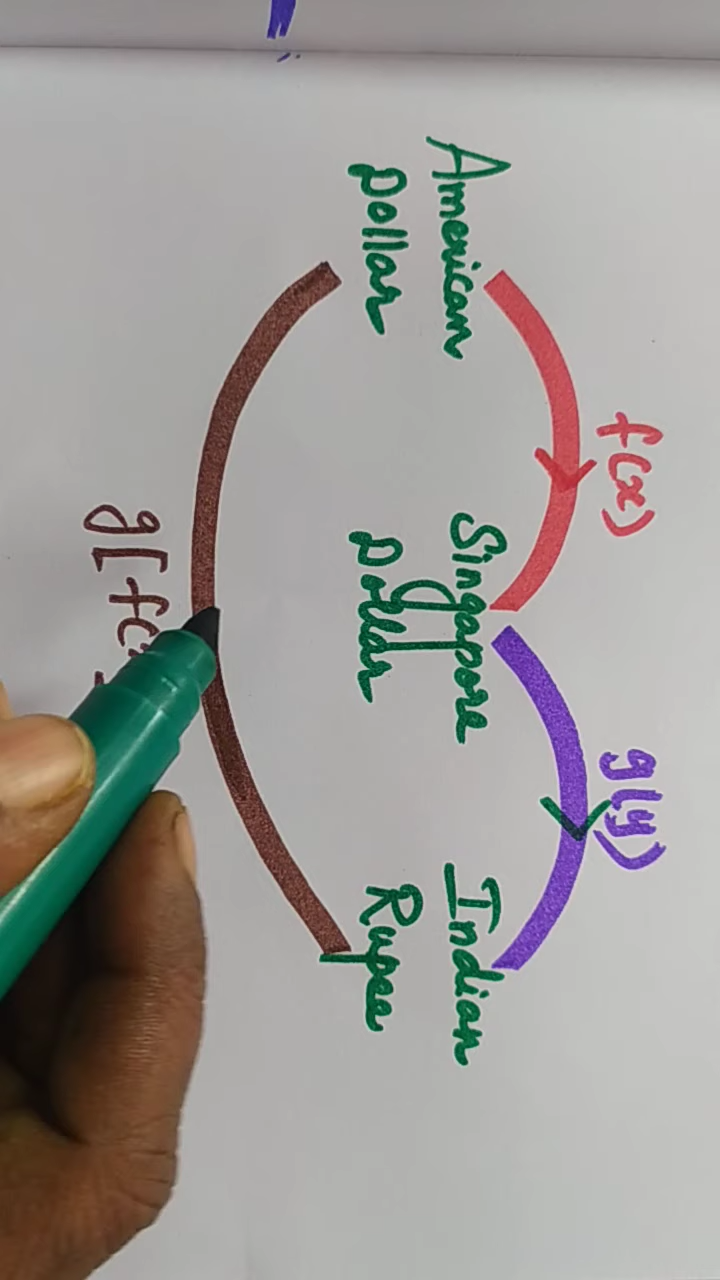 f(x)
g(y)
American
Dollar
Singapore
Dollar
Indian
Rupee
g[f(